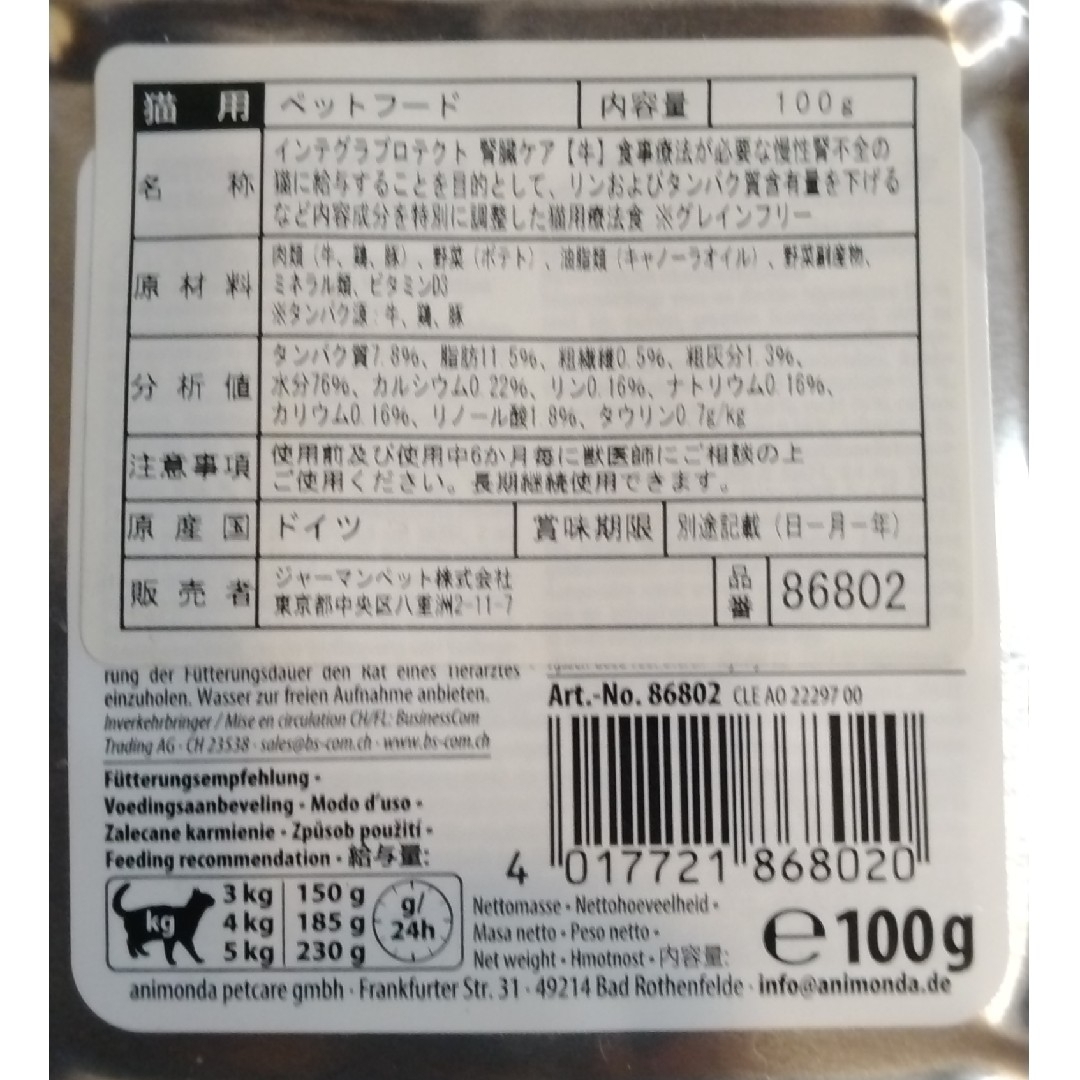 猫 用 ペットフード 内容量 100g
名 称
インテグラプロテクト 腎臓ケア【牛】食事療法が必要な慢性腎不全の
猫に給与することを目的として、リンおよびタンパク質含有量を下げる
など内容成分を特別に調整した猫用療法食 ※グレインフリー
原 材 料
肉類（牛、鶏、豚）、野菜（ポテト）、油脂類（キャノーラオイル）、野菜副産物、
ミネラル類、ビタミンD3
※タンパク源：牛、鶏、豚
分 析 値
タンパク質7.8%、脂肪11.5%、粗繊維0.5%、粗灰分1.3%、
水分76%、カルシウム0.22%、リン0.16%、ナトリウム0.16%、
カリウム0.16%、リノール酸1.8%、タウリン0.7g/kg
注意事項
使用前及び使用中6か月毎に獣医師にご相談の上
ご使用ください。長期継続使用できます。
原 産 国 ドイツ 賞味期限 別途記載（日ー月ー年）
販 売 者
ジャーマンペット株式会社
東京都中央区八重洲2-11-7
品番 86802
rung der Fütterungsdauer den Rat eines Tierarztes
einzuholen. Wasser zur freien Aufnahme anbieten.
Inverkehrbringer / Mise en circulation CH/FL: BusinessCom
Trading AG · CH 23538 · sales@bs-com.ch · www.bs-com.ch
Fütterungsempfehlung ·
Voedingsaanbeveling · Modo d'uso ·
Zalecane karmienie · Způsob použití ·
Feeding recommendation · 給与量:
kg
3 kg 150 g
4 kg 185 g
5 kg 230 g
g/
24h
Art.-No. 86802 CLE AO 22297 00
4 017721 868020
Nettomasse · Nettohoeveelheid ·
Masa netto · Peso netto ·
Net weight · Hmotnost · 内容量:
℮ 100 g
animonda petcare gmbh · Frankfurter Str. 31 · 49214 Bad Rothenfelde · info@animonda.de